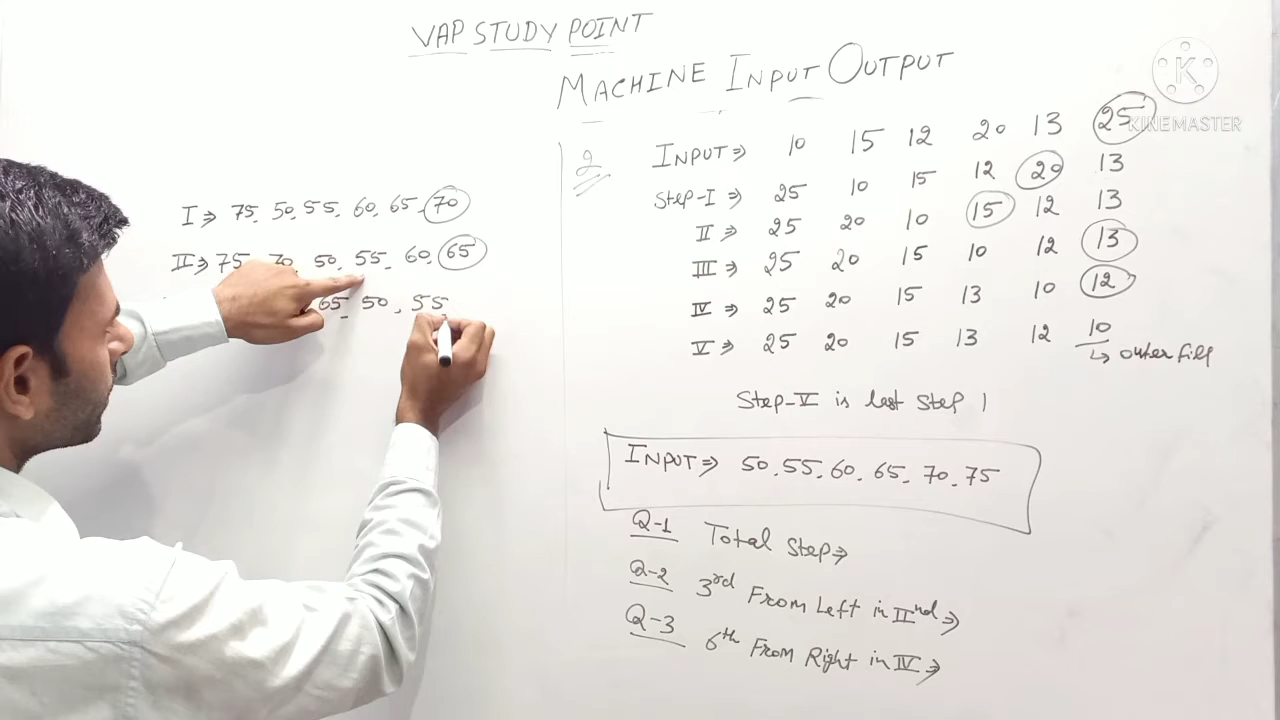 VAP STUDY POINT
MACHINE INPUT OUTPUT
KINEMASTER
I ⇒ 75, 50, 55, 60, 65, 70
II ⇒ 75, 70, 50, 55, 60, 65
65, 50, 55,
2
INPUT ⇒ 10 15 12 20 13 25
Step-I ⇒ 25 10 15 12 20 13
II ⇒ 25 20 10 15 12 13
III ⇒ 25 20 15 10 12 13
IV ⇒ 25 20 15 13 10 12
V ⇒ 25 20 15 13 12 10
↳ outer
Step-V is last step
INPUT ⇒ 50, 55, 60, 65, 70, 75
Q-1 Total Step ⇒
Q-2 3rd From Left in IInd ⇒
Q-3 6th From Right in IV ⇒